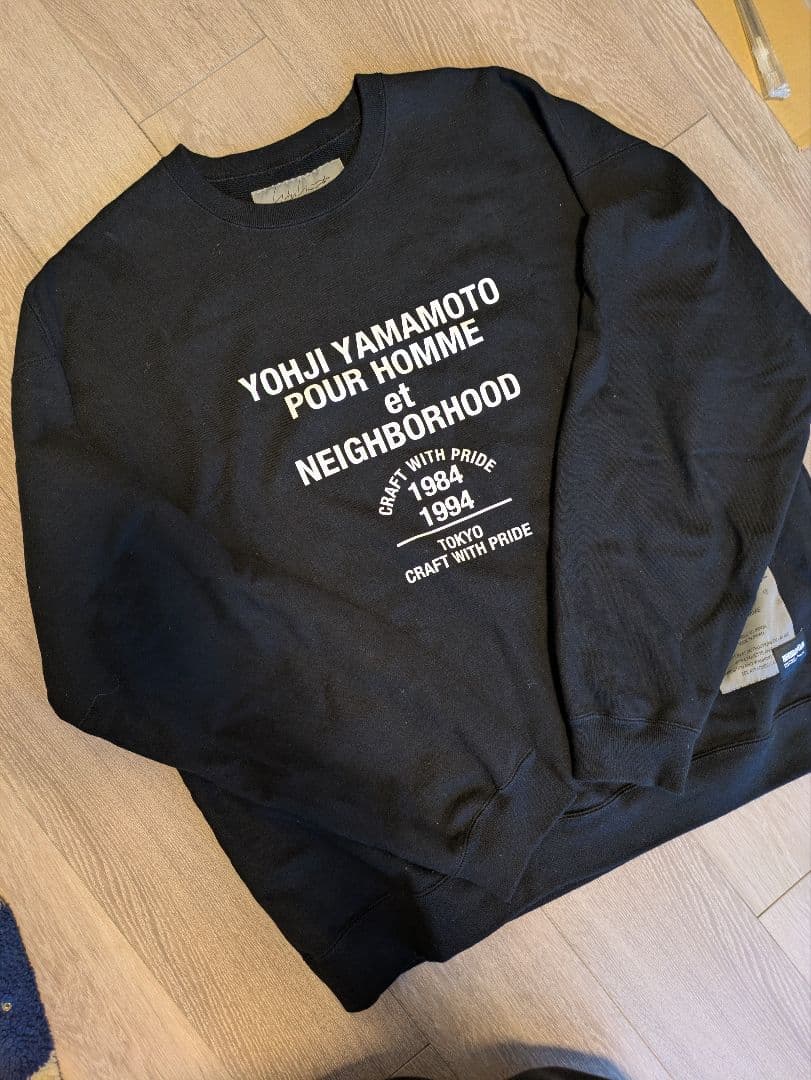 YOHJI YAMAMOTO
POUR HOMME
et
NEIGHBORHOOD
CRAFT WITH PRIDE
1984
1994
TOKYO
CRAFT WITH PRIDE